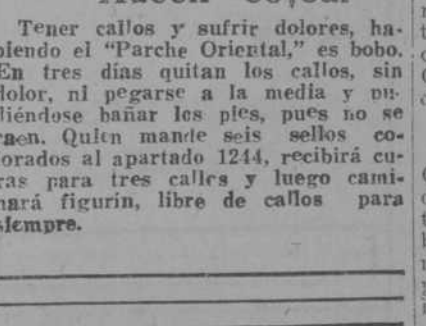 Tener callos y sufrir dolores, ha-
biendo el "Parche Oriental," es bobo.
En tres días quitan los callos, sin
dolor, ni pegarse a la media y pu-
diéndose bañar los pies, pues no se
caen. Quien mande seis sellos co-
lorados al apartado 1244, recibirá cu-
ras para tres calles y luego cami-
nará figurín, libre de callos para
siempre.